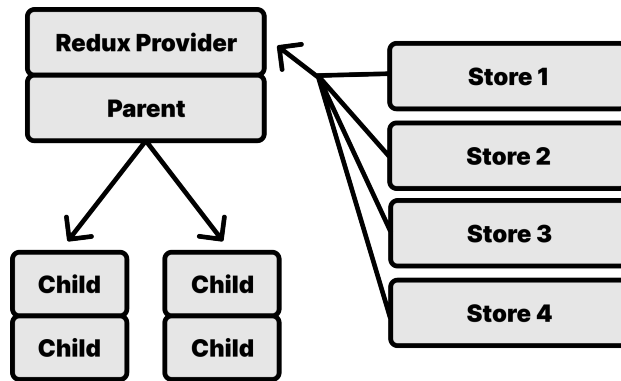 Redux Provider
Parent
Child
Child
Child
Child
Store 1
Store 2
Store 3
Store 4